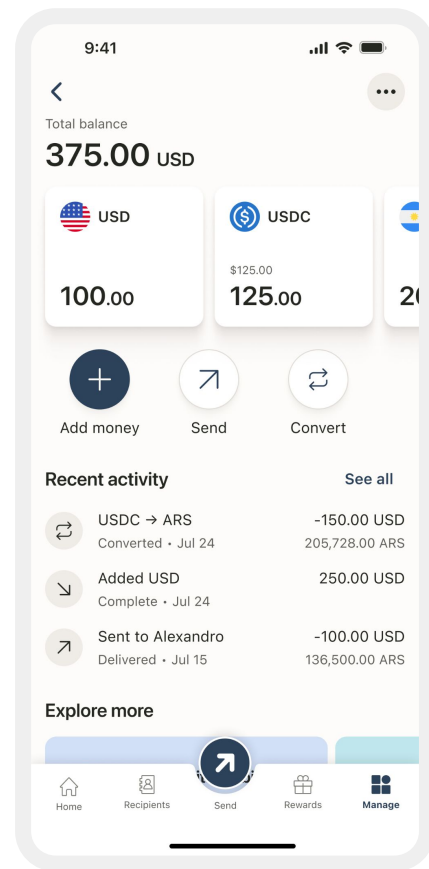 9:41
Total balance
375.00 USD
USD
USDC
$125.00
100.00
125.00
Add money
Send
Convert
Recent activity
See all
USDC → ARS
-150.00 USD
Converted • Jul 24
205,728.00 ARS
Added USD
250.00 USD
Complete • Jul 24
Sent to Alexandro
-100.00 USD
Delivered • Jul 15
136,500.00 ARS
Explore more
Home
Recipients
Send
Rewards
Manage